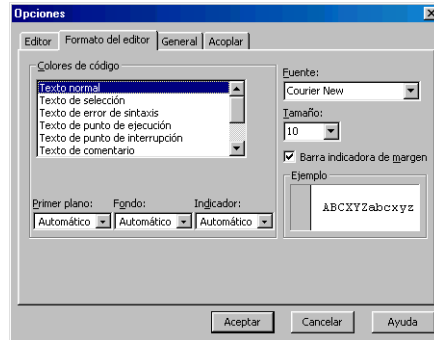 Opciones
Editor Formato del editor General Acoplar
Colores de código
Texto normal
Texto de selección
Texto de error de sintaxis
Texto de punto de ejecución
Texto de punto de interrupción
Texto de comentario
Primer plano: Fondo: Indicador:
Automático Automático Automático
Fuente:
Courier New
Tamaño:
10
Barra indicadora de margen
Ejemplo
ABCXYZabcxyz
Aceptar Cancelar Ayuda